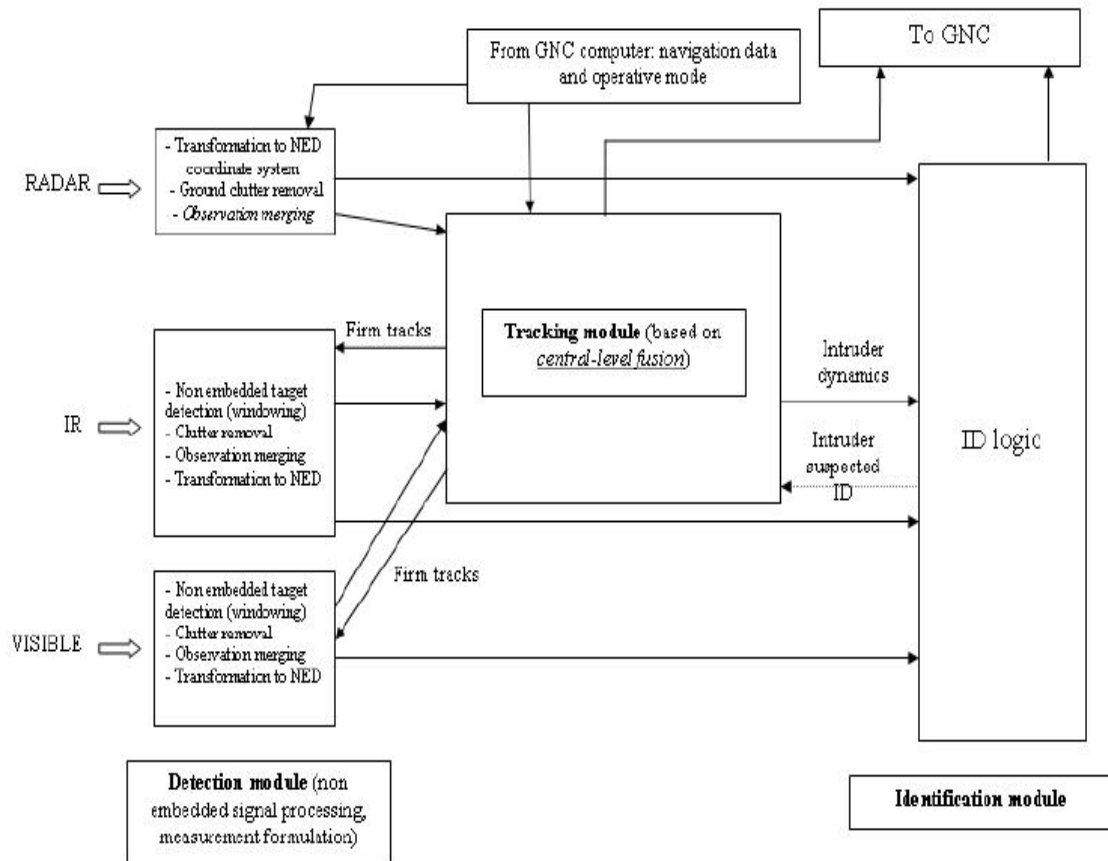 From GNC computer: navigation data
and operative mode
To GNC
RADAR
- Transformation to NED
coordinate system
- Ground clutter removal
- Observation merging
Firm tracks
Tracking module (based on
central-level fusion)
Intruder
dynamics
Intruder
suspected
ID
ID logic
IR
- Non embedded target
detection (windowing)
- Clutter removal
- Observation merging
- Transformation to NED
Firm tracks
VISIBLE
- Non embedded target
detection (windowing)
- Clutter removal
- Observation merging
- Transformation to NED
Detection module (non
embedded signal processing,
measurement formulation)
Identification module